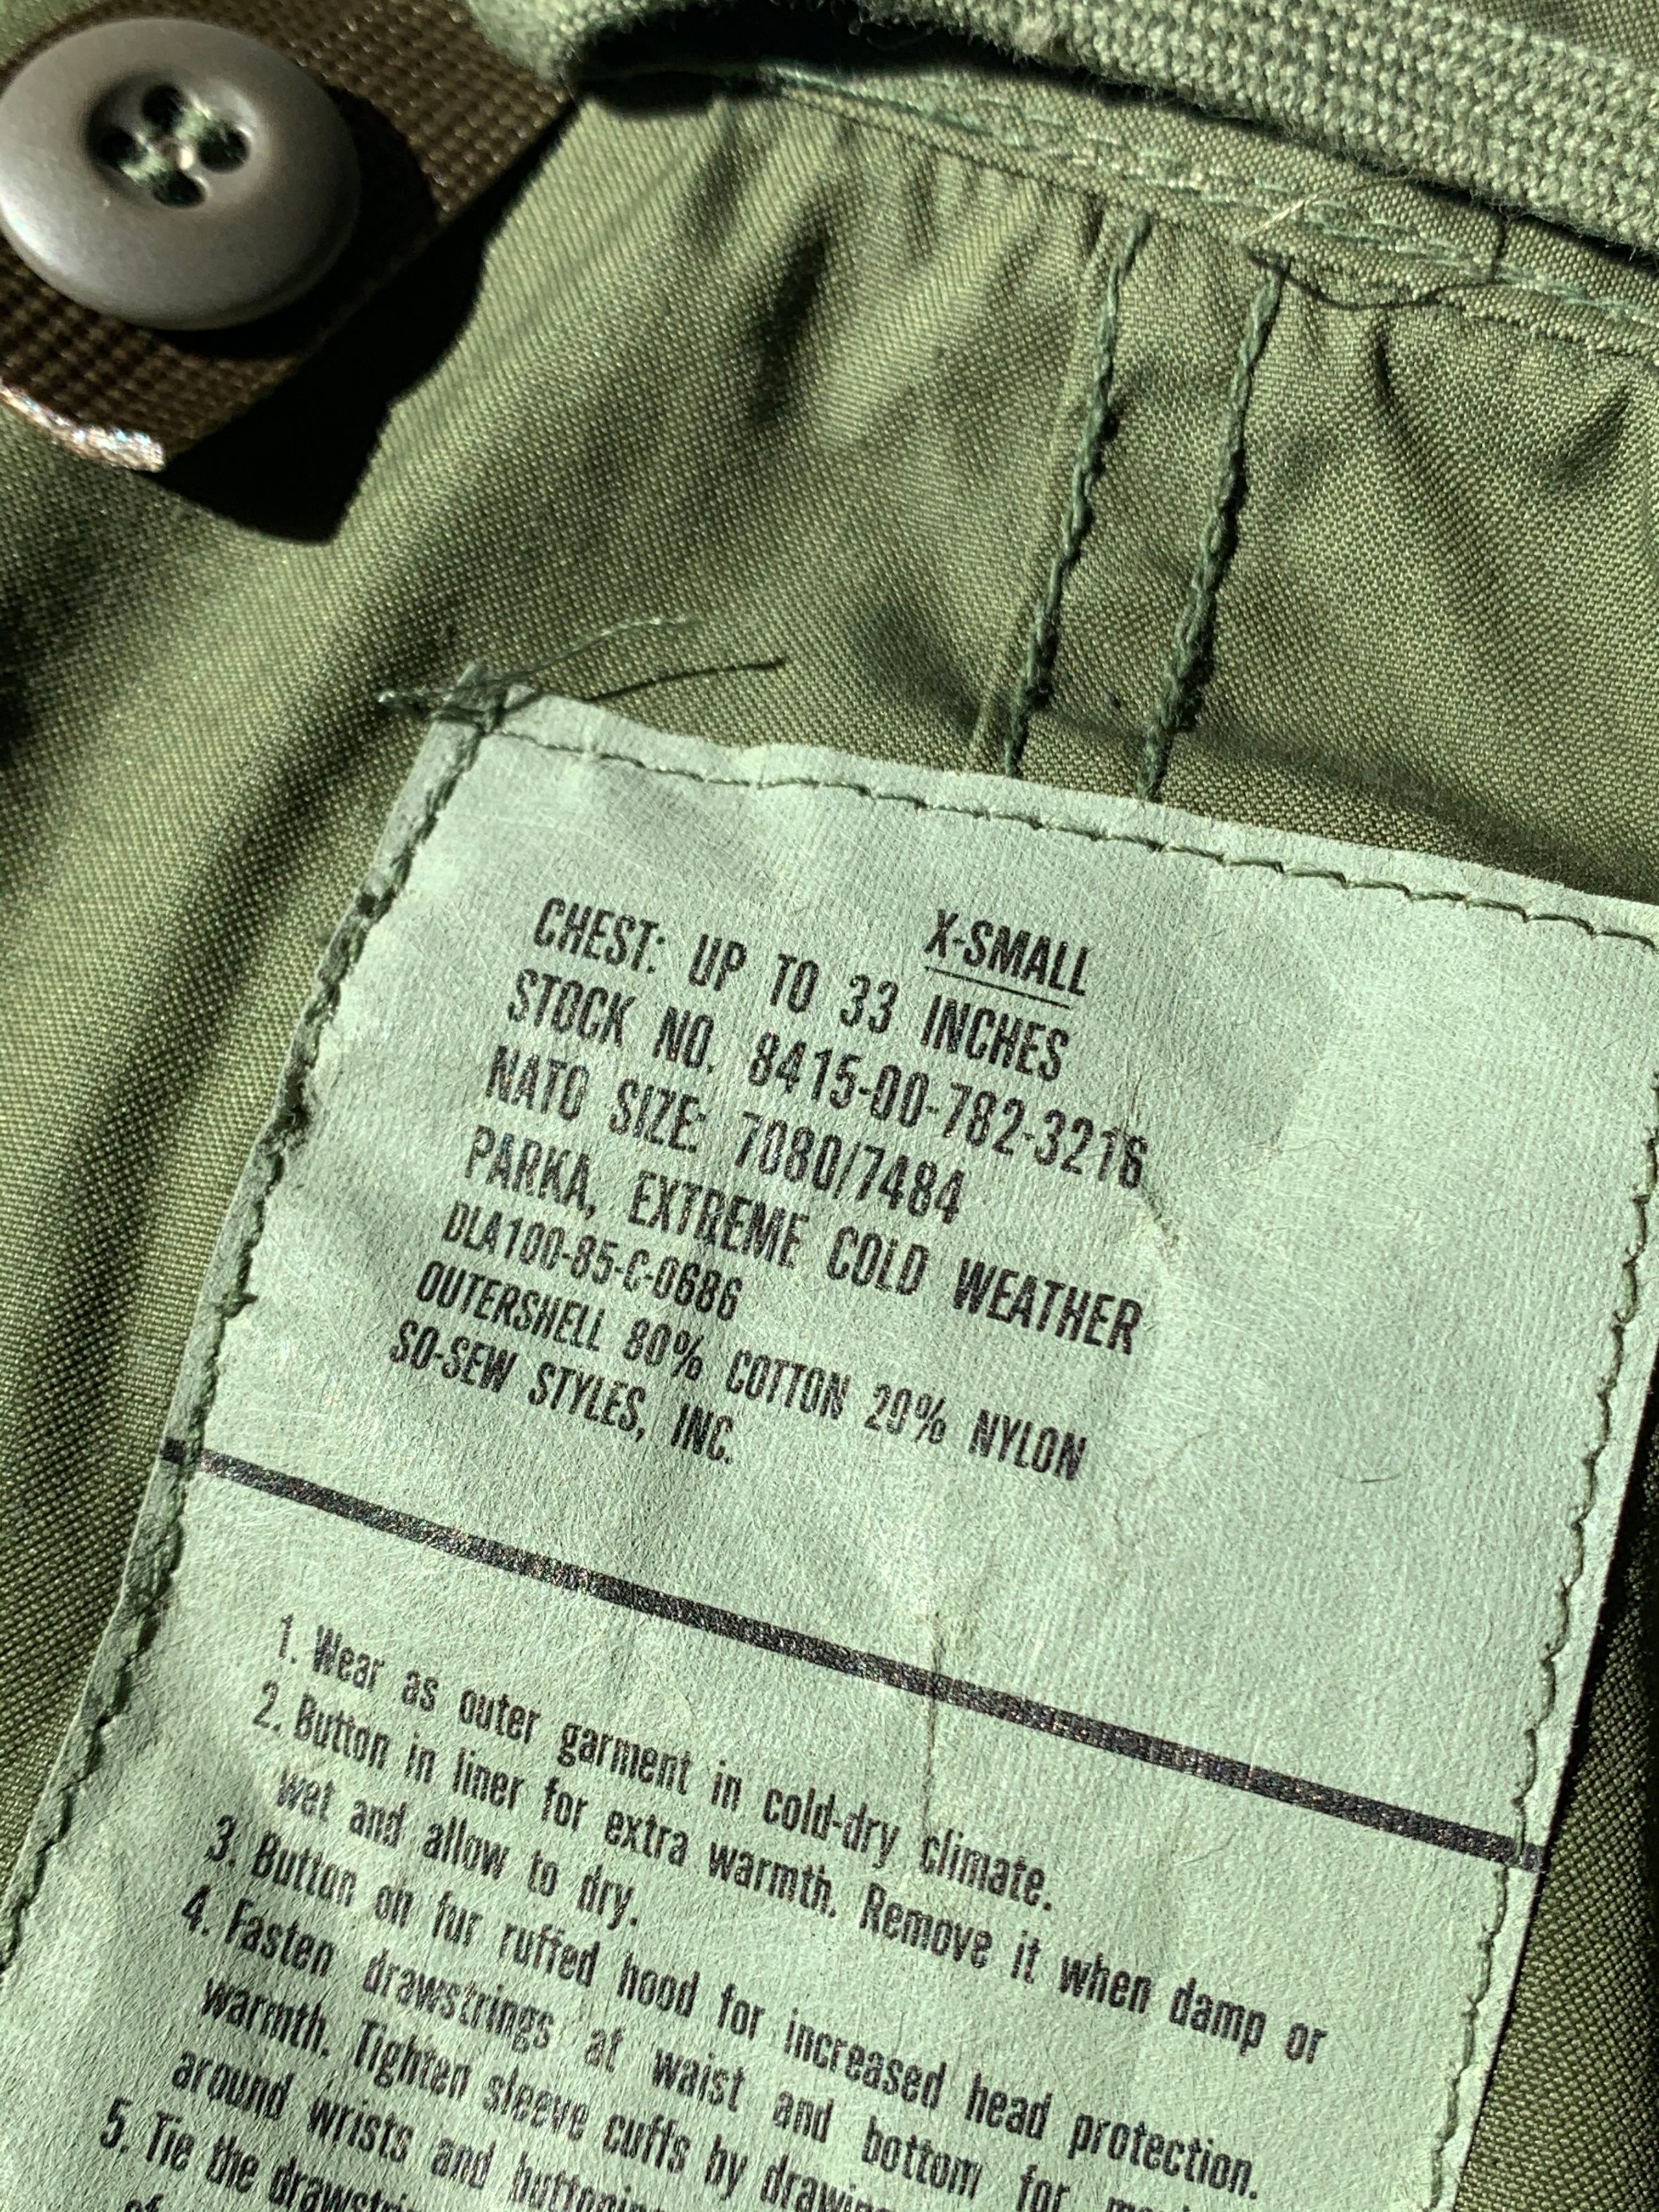 X-SMALL
CHEST: UP TO 33 INCHES
STOCK NO. 8415-00-782-3216
NATO SIZE: 7080/7484
PARKA, EXTREME COLD WEATHER
DLA100-85-C-0686
OUTERSHELL 80% COTTON 20% NYLON
SO-SEW STYLES, INC.
1. Wear as outer garment in cold-dry climate.
2. Button in liner for extra warmth. Remove it when damp or
wet and allow to dry.
3. Button on fur ruffed hood for increased head protection.
4. Fasten drawstrings at waist and bottom for
warmth. Tighten sleeve cuffs by
around wrists and
5. Tie the